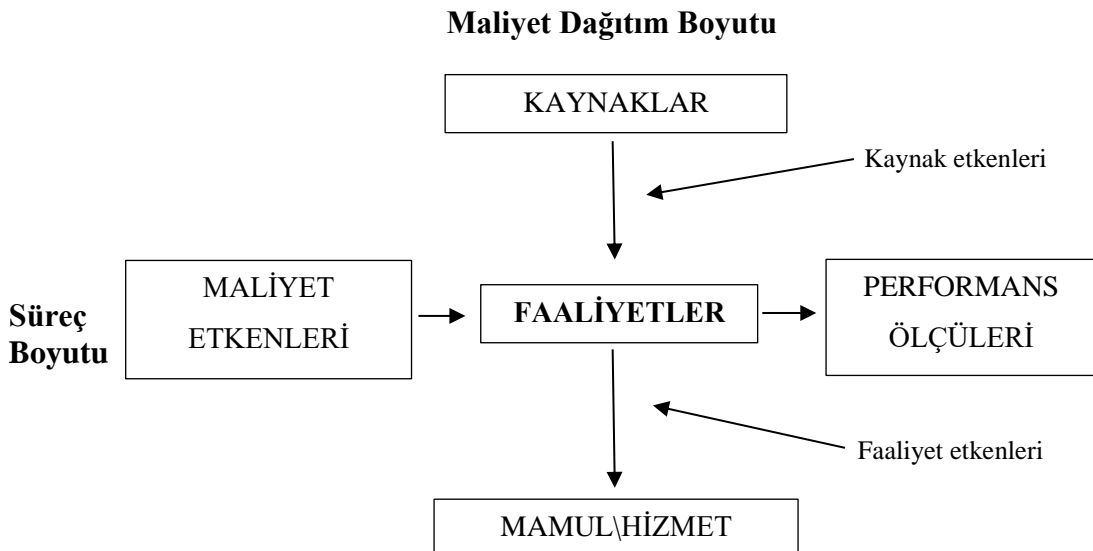 Maliyet Dağıtım Boyutu
KAYNAKLAR
Kaynak etkenleri
Süreç
Boyutu
MALİYET
ETKENLERİ
FAALİYETLER
PERFORMANS
ÖLÇÜLERİ
Faaliyet etkenleri
MAMUL\HİZMET